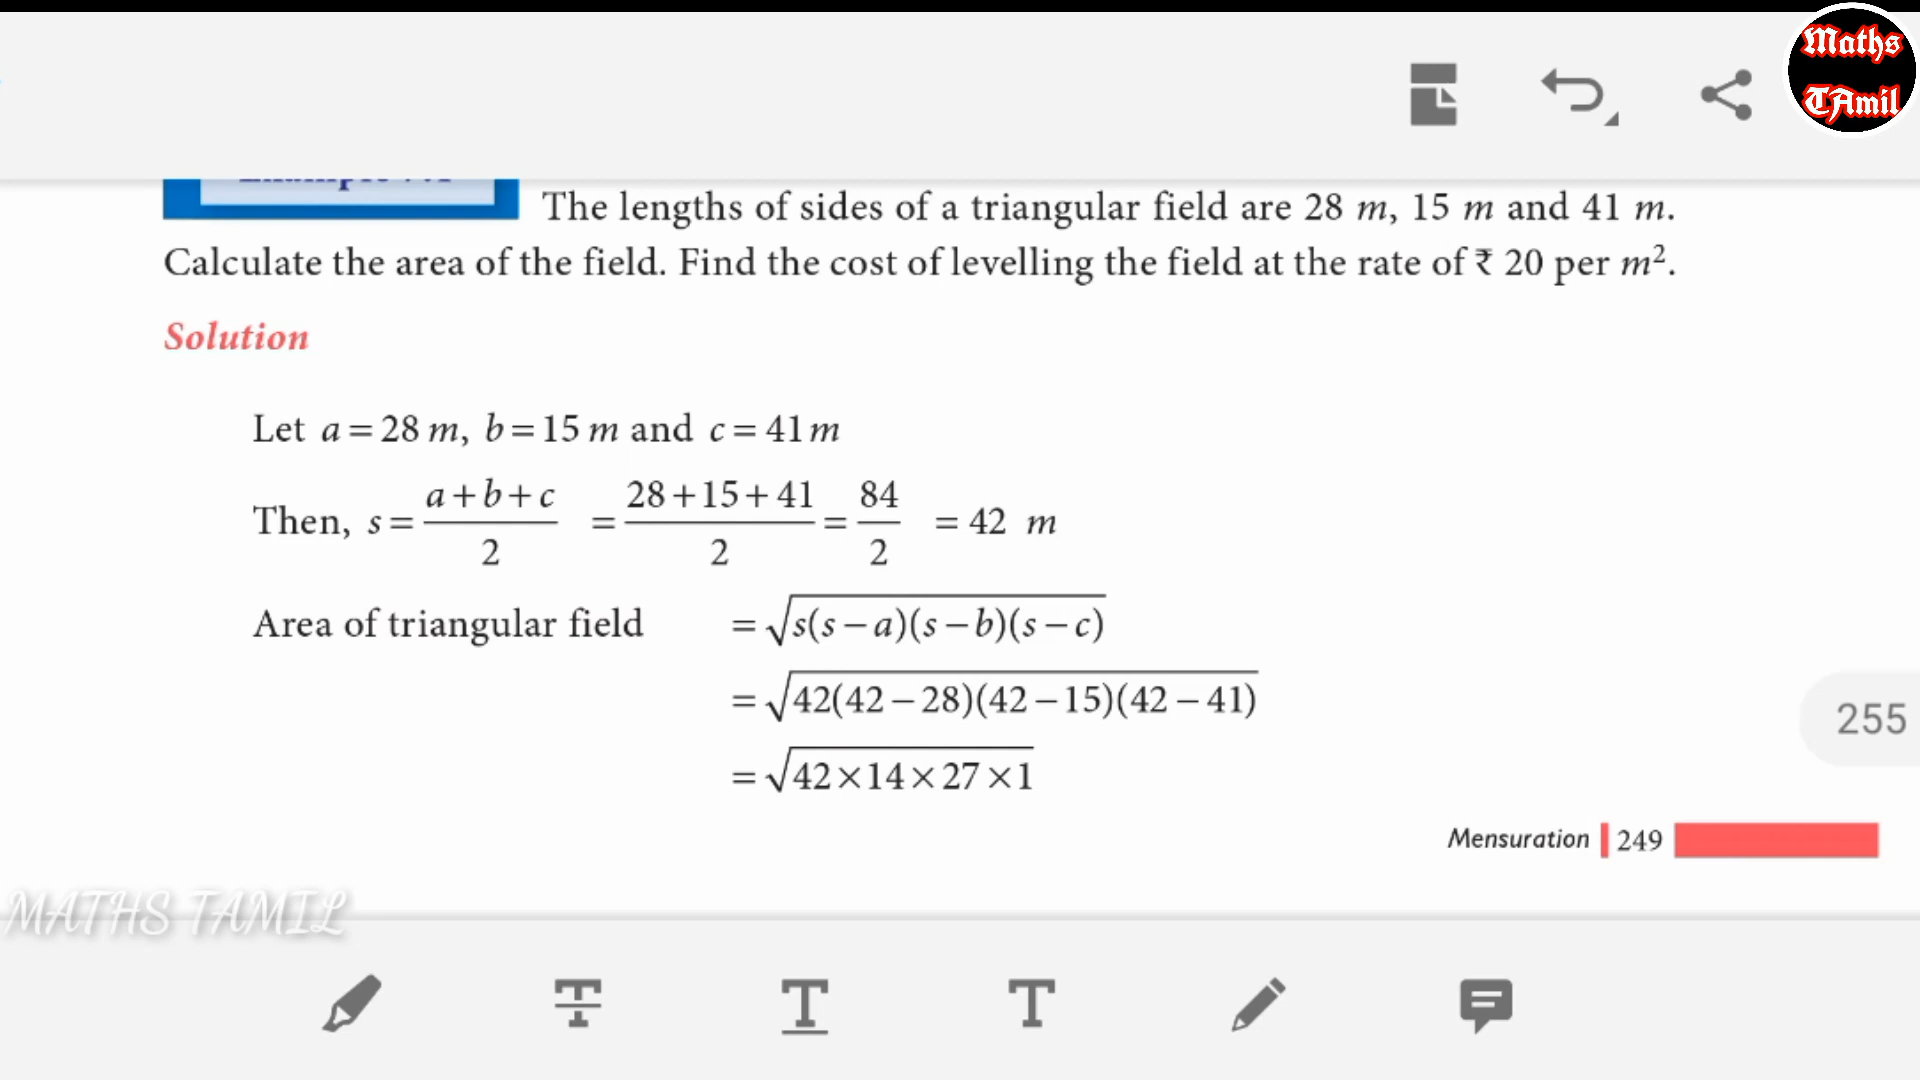 Maths
TAmil
The lengths of sides of a triangular field are 28 m, 15 m and 41 m.
Calculate the area of the field. Find the cost of levelling the field at the rate of ₹ 20 per m².
Solution
Let a = 28 m, b = 15 m and c = 41 m
Then, s = (a + b + c)/2 = (28 + 15 + 41)/2 = 84/2 = 42 m
Area of triangular field = √(s(s − a)(s − b)(s − c))
= √(42(42 − 28)(42 − 15)(42 − 41))
= √(42 × 14 × 27 × 1)
255
Mensuration 249
MATHS TAMIL